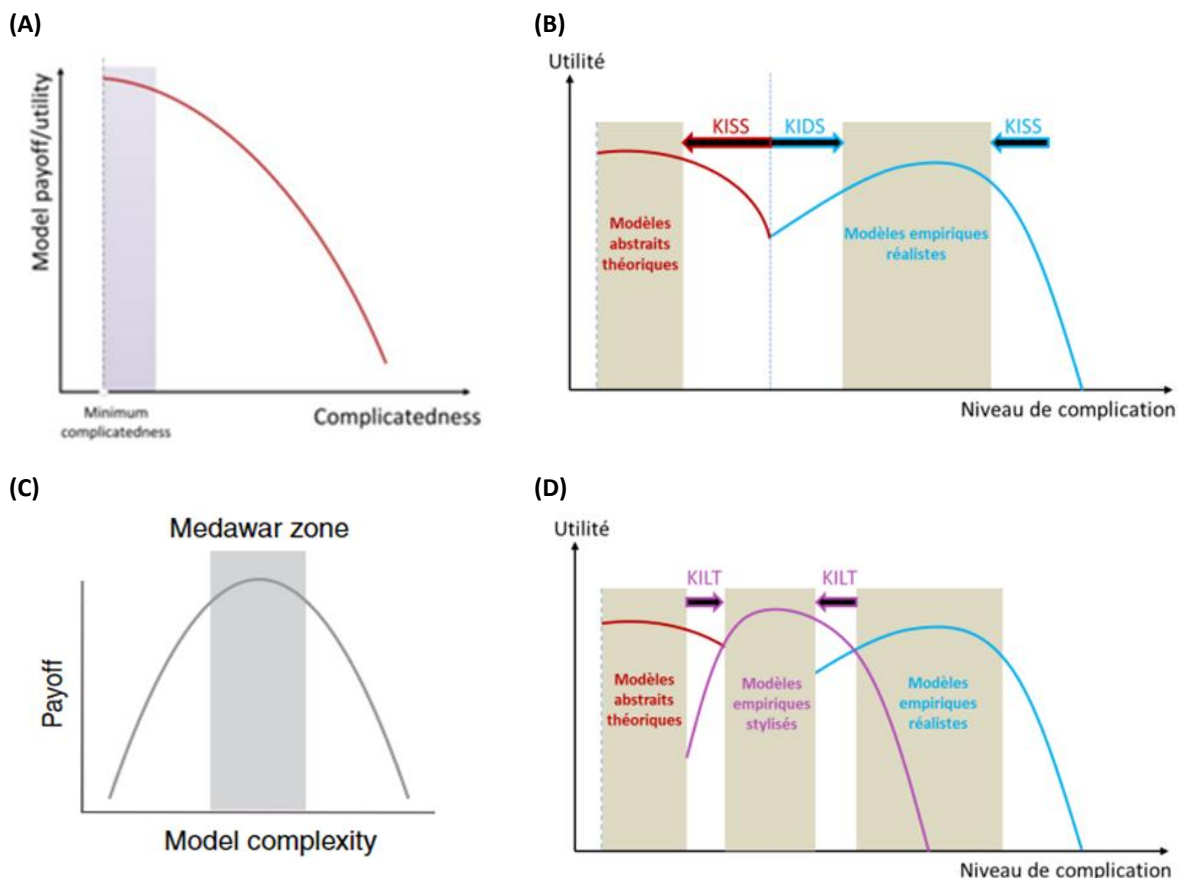 (A)
Model payoff/utility
Minimum
complicatedness
Complicatedness
(B)
Utilité
KISS
KIDS
KISS
Modèles
abstraits
théoriques
Modèles empiriques
réalistes
Niveau de complication
(C)
Medawar zone
Payoff
Model complexity
(D)
Utilité
KILT
KILT
Modèles
abstraits
théoriques
Modèles
empiriques
stylisés
Modèles
empiriques
réalistes
Niveau de complication